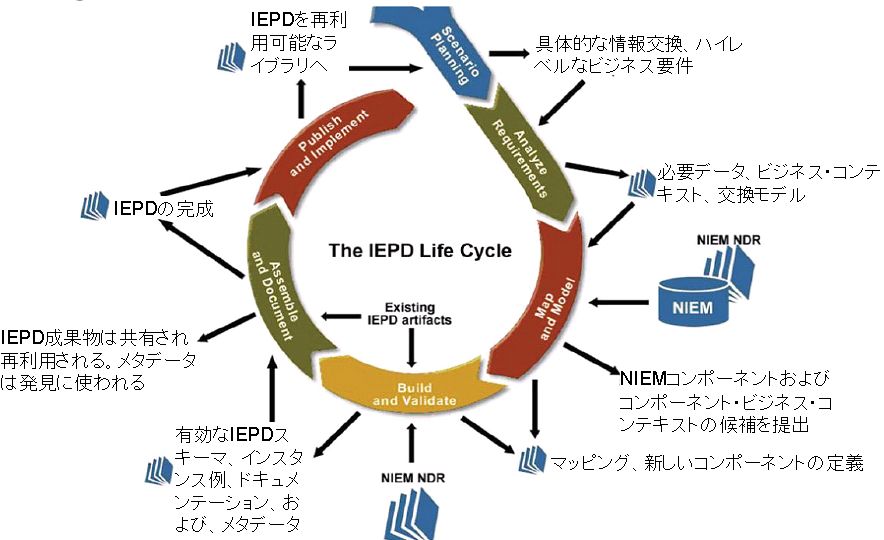 IEPDを再利
用可能なラ
イブラリへ
Scenario
Planning
具体的な情報交換、ハイレ
ベルなビジネス要件
Publish
and Implement
Analyze
Requirements
必要データ、ビジネス・コンテ
キスト、交換モデル
IEPDの完成
NIEM NDR
The IEPD Life Cycle
Assemble
and Document
Map
and Model
NIEM
Existing
IEPD artifacts
IEPD成果物は共有され
再利用される。メタデータ
は発見に使われる
Build
and Validate
NIEMコンポーネントおよび
コンポーネント・ビジネス・コ
ンテキストの候補を提出
有効なIEPDス
キーマ、インスタ
ンス例、ドキュメ
ンテーション、お
よび、メタデータ
マッピング、新しいコンポーネントの定義
NIEM NDR